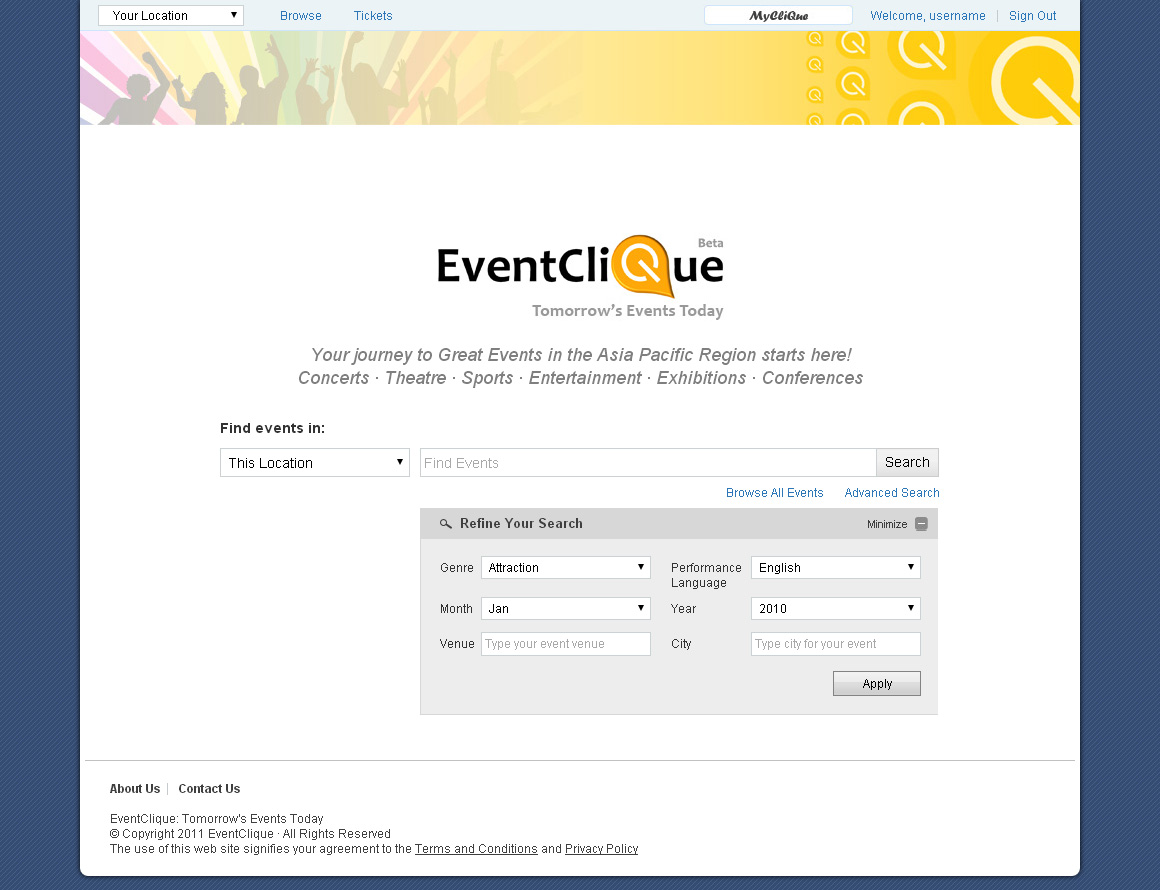 Your Location Browse Tickets MyCliQue Welcome, username Sign Out
Beta
EventCliQue
Tomorrow's Events Today
Your journey to Great Events in the Asia Pacific Region starts here!
Concerts · Theatre · Sports · Entertainment · Exhibitions · Conferences
Find events in:
This Location Find Events Search
Browse All Events Advanced Search
Refine Your Search Minimize
Genre Attraction Performance Language English
Month Jan Year 2010
Venue Type your event venue City Type city for your event
Apply
About Us Contact Us
EventClique: Tomorrow's Events Today
© Copyright 2011 EventClique · All Rights Reserved
The use of this web site signifies your agreement to the Terms and Conditions and Privacy Policy